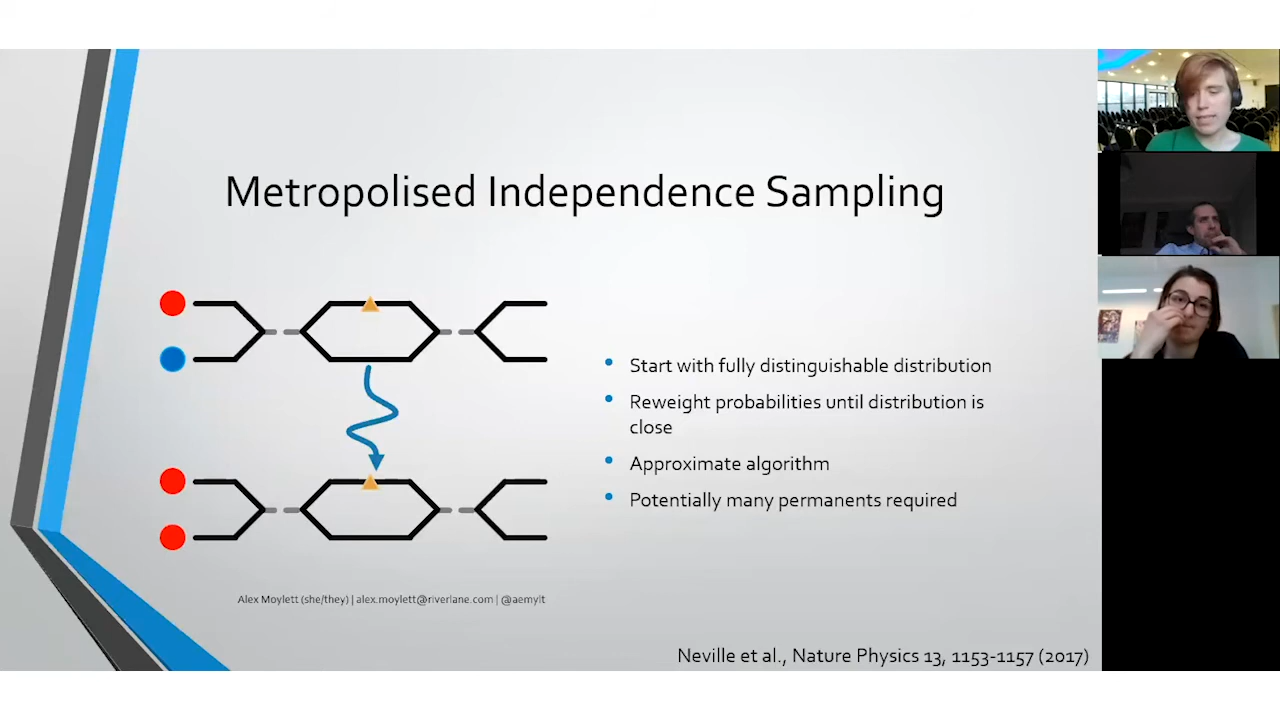 Metropolised Independence Sampling
Start with fully distinguishable distribution
Reweight probabilities until distribution is
close
Approximate algorithm
Potentially many permanents required
Alex Moylett (she/they) | alex.moylett@riverlane.com | @aemylt
Neville et al., Nature Physics 13, 1153-1157 (2017)